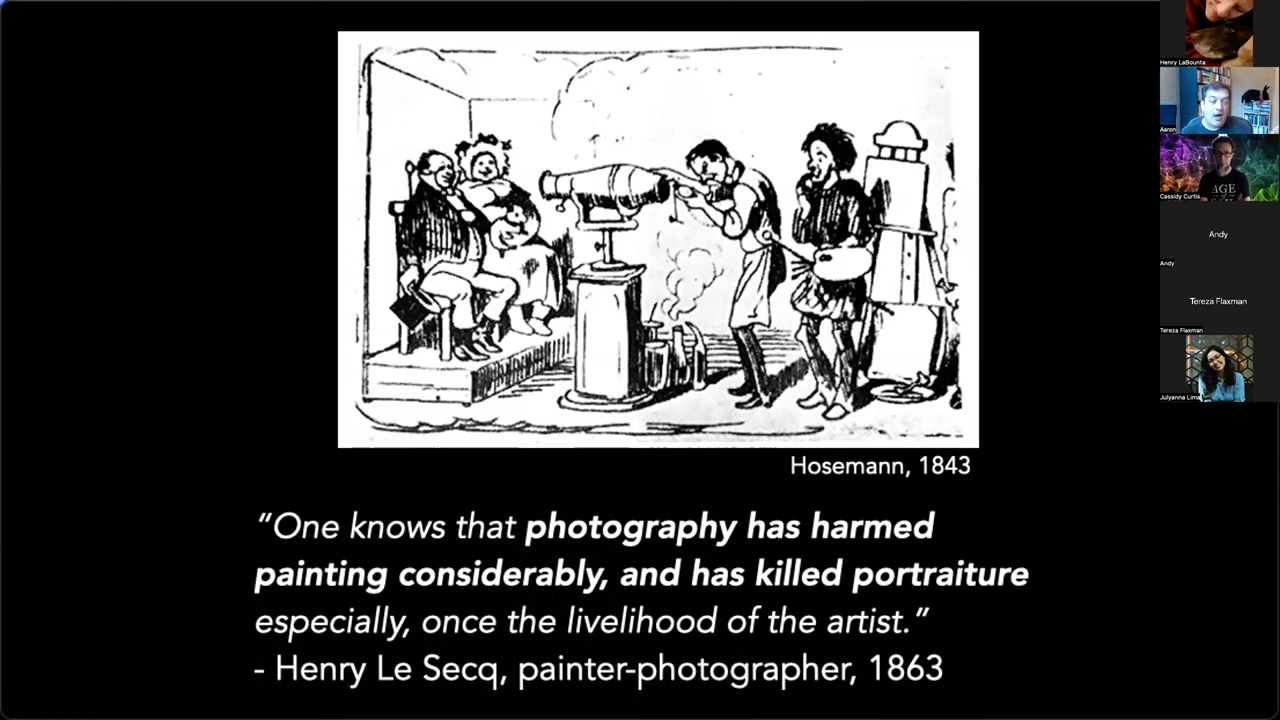 Hosemann, 1843
“One knows that photography has harmed
painting considerably, and has killed portraiture
especially, once the livelihood of the artist.”
- Henry Le Secq, painter-photographer, 1863
Henry LaBounta
Aaron
AGE
Cassidy Curtis
Andy
Andy
Tereza Flaxman
Tereza Flaxman
Julyanna Lima